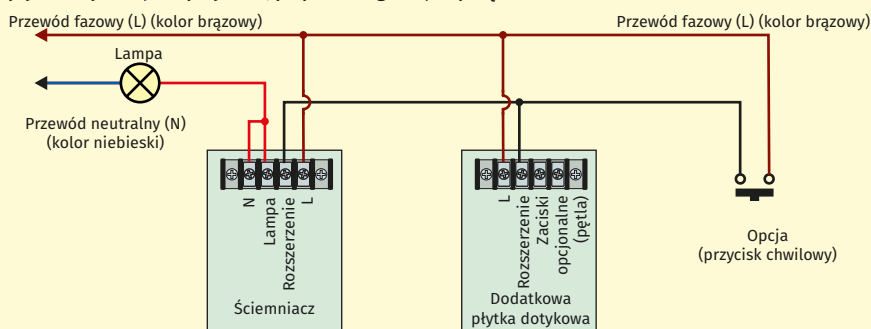 Przewód fazowy (L) (kolor brązowy)
Przewód fazowy (L) (kolor brązowy)
Lampa
Przewód neutralny (N)
(kolor niebieski)
N
Lampa
Rozszerzenie
L
Ściemniacz
L
Rozszerzenie
Zaciski
opcjonalne
(pętla)
Dodatkowa
płytka dotykowa
Opcja
(przycisk chwilowy)